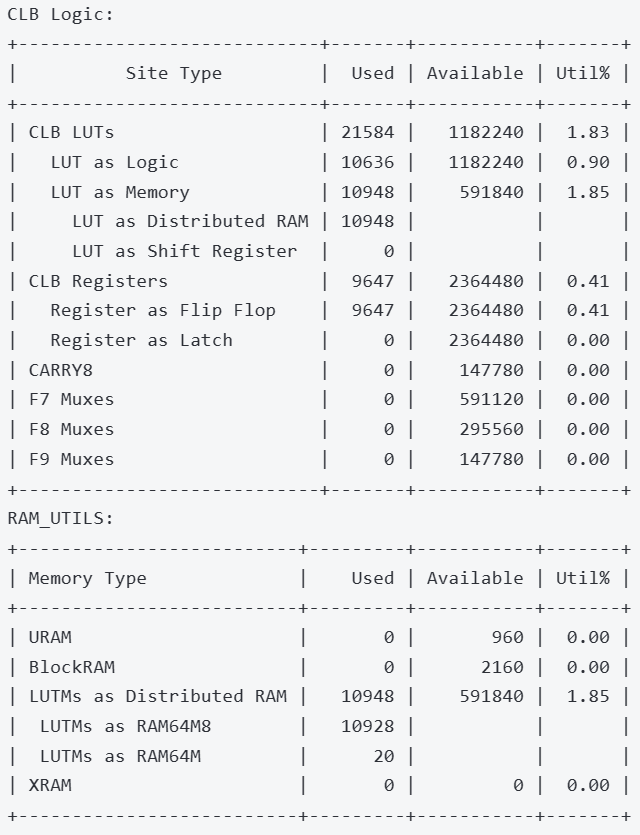 CLB Logic:
+----------------------------+-------+-----------+-------+
|          Site Type         |  Used | Available | Util% |
+----------------------------+-------+-----------+-------+
| CLB LUTs                   | 21584 |   1182240 |  1.83 |
|   LUT as Logic             | 10636 |   1182240 |  0.90 |
|   LUT as Memory            | 10948 |    591840 |  1.85 |
|     LUT as Distributed RAM | 10948 |           |       |
|     LUT as Shift Register  |     0 |           |       |
| CLB Registers              |  9647 |   2364480 |  0.41 |
|   Register as Flip Flop    |  9647 |   2364480 |  0.41 |
|   Register as Latch        |     0 |   2364480 |  0.00 |
| CARRY8                     |     0 |    147780 |  0.00 |
| F7 Muxes                   |     0 |    591120 |  0.00 |
| F8 Muxes                   |     0 |    295560 |  0.00 |
| F9 Muxes                   |     0 |    147780 |  0.00 |
+----------------------------+-------+-----------+-------+
RAM_UTILS:
+--------------------------+---------+-----------+-------+
| Memory Type              |    Used | Available | Util% |
+--------------------------+---------+-----------+-------+
| URAM                     |       0 |       960 |  0.00 |
| BlockRAM                 |       0 |      2160 |  0.00 |
| LUTMs as Distributed RAM |   10948 |    591840 |  1.85 |
|  LUTMs as RAM64M8        |   10928 |           |       |
|  LUTMs as RAM64M         |      20 |           |       |
| XRAM                     |       0 |         0 |  0.00 |
+--------------------------+---------+-----------+-------+